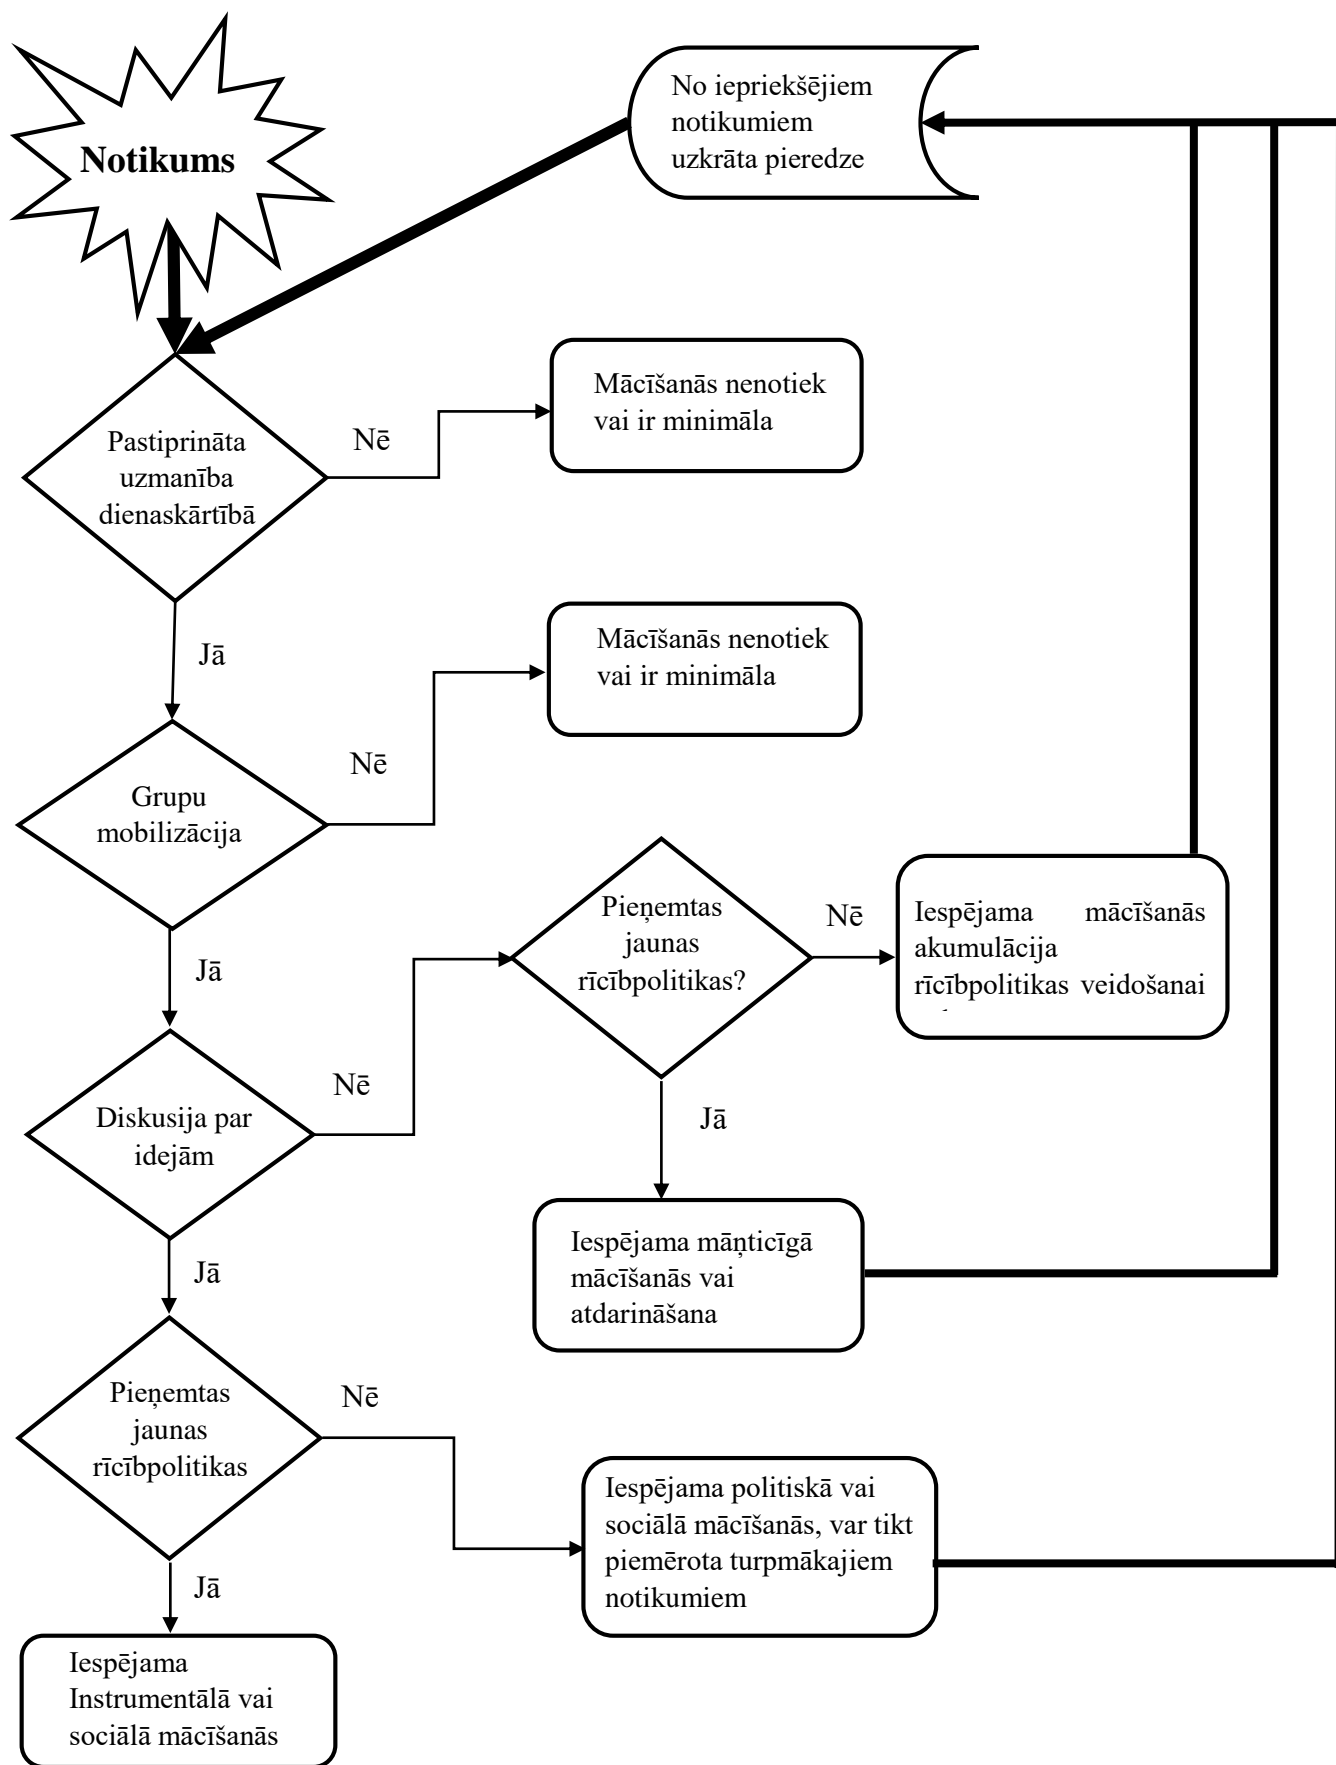 No iepriekšējiem
notikumiem
uzkrāta pieredze
Notikums
Mācīšanās nenotiek
vai ir minimāla
Nē
Pastiprināta
uzmanība
dienaskārtībā
Jā
Mācīšanās nenotiek
vai ir minimāla
Nē
Grupu
mobilizācija
Jā
Pieņemtas
jaunas
rīcībpolitikas?
Nē
Iespējama mācīšanās
akumulācija
rīcībpolitikas veidošanai
Nē
Diskusija par
idejām
Jā
Jā
Iespējama māņticīgā
mācīšanās vai
atdarināšana
Pieņemtas
jaunas
rīcībpolitikas
Nē
Iespējama politiskā vai
sociālā mācīšanās, var tikt
piemērota turpmākajiem
notikumiem
Jā
Iespējama
Instrumentālā vai
sociālā mācīšanās